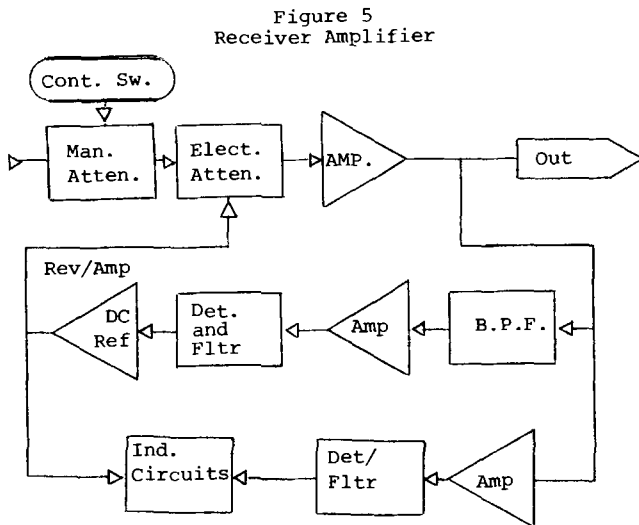 Figure 5
Receiver Amplifier
Cont. Sw.
Man.
Atten.
Elect.
Atten.
AMP.
Out
Rev/Amp
DC
Ref
Det.
and
Fltr
Amp
B.P.F.
Ind.
Circuits
Det/
Fltr
Amp